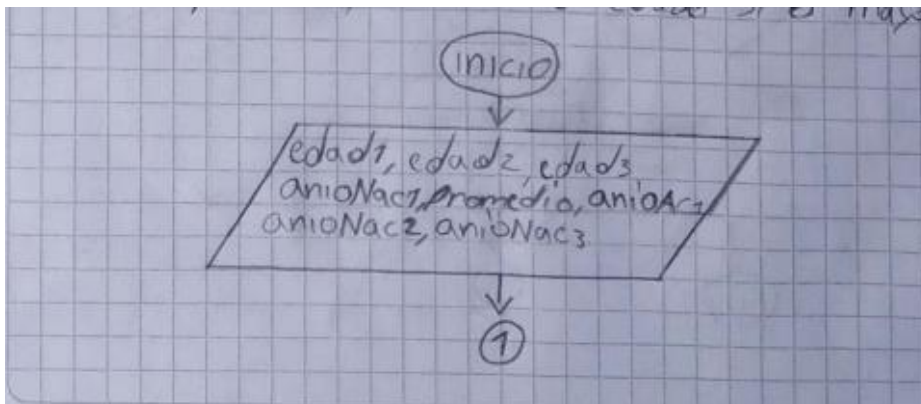 inicio
edad1, edad2, edad3
anioNac1, promedio, anioAc1
anioNac2, anioNac3
1